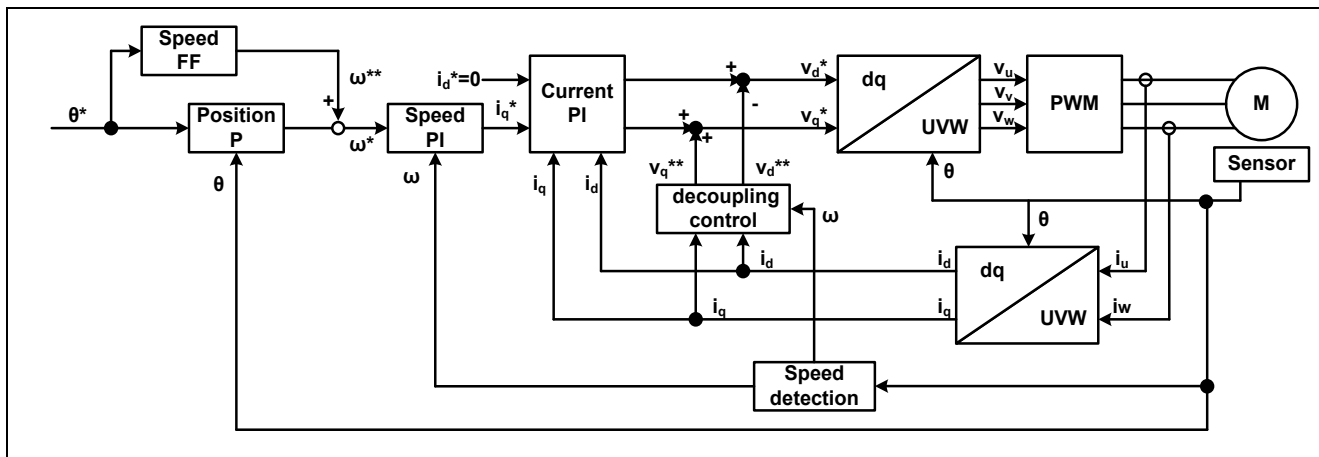 Speed
FF
ω**
θ*
Position
P
+
ω*
θ
Speed
PI
ω
i_d*=0
i_q*
Current
PI
i_q
i_d
+
-
+
+
v_q**
v_d**
decoupling
control
ω
v_d*
v_q*
dq
UVW
θ
v_u
v_v
v_w
PWM
M
Sensor
θ
i_d
i_d
dq
UVW
i_u
i_q
i_q
iw
Speed
detection